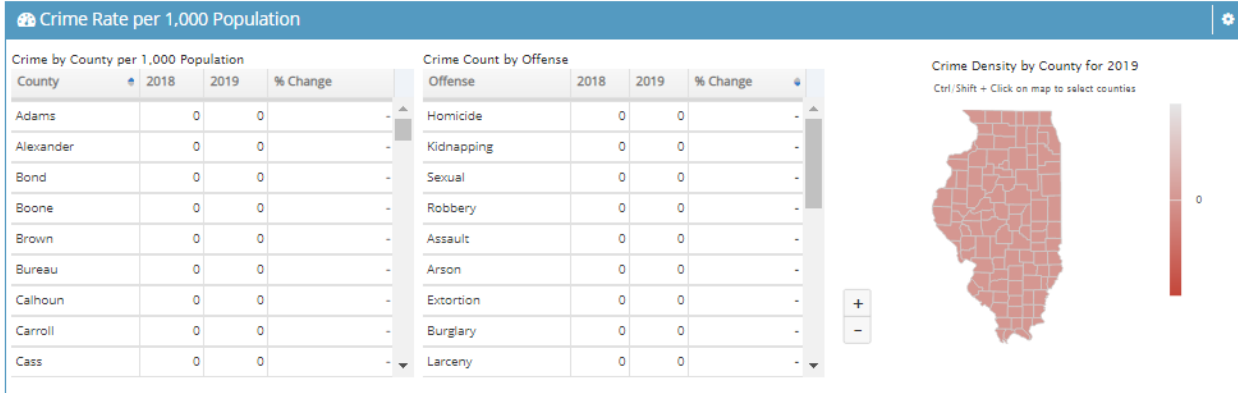 Crime Rate per 1,000 Population
Crime by County per 1,000 Population
County 2018 2019 % Change
Adams 0 0 -
Alexander 0 0 -
Bond 0 0 -
Boone 0 0 -
Brown 0 0 -
Bureau 0 0 -
Calhoun 0 0 -
Carroll 0 0 -
Cass 0 0 -
Crime Count by Offense
Offense 2018 2019 % Change
Homicide 0 0 -
Kidnapping 0 0 -
Sexual 0 0 -
Robbery 0 0 -
Assault 0 0 -
Arson 0 0 -
Extortion 0 0 -
Burglary 0 0 -
Larceny 0 0 -
+
−
Crime Density by County for 2019
Ctrl/Shift + Click on map to select counties
0